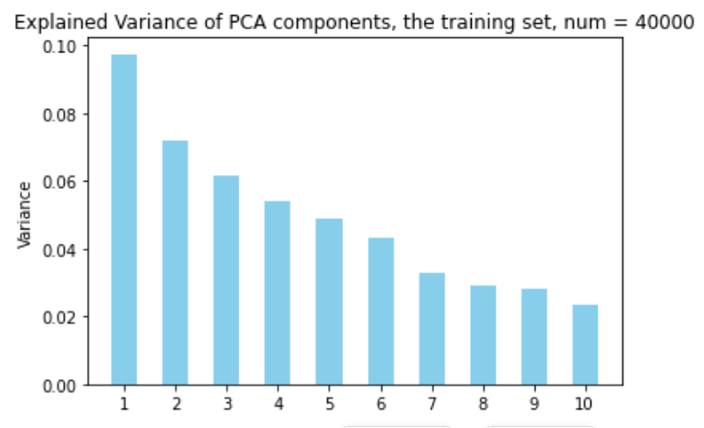 Explained Variance of PCA components, the training set, num = 40000
0.10
0.08
0.06
0.04
0.02
0.00
Variance
1 2 3 4 5 6 7 8 9 10